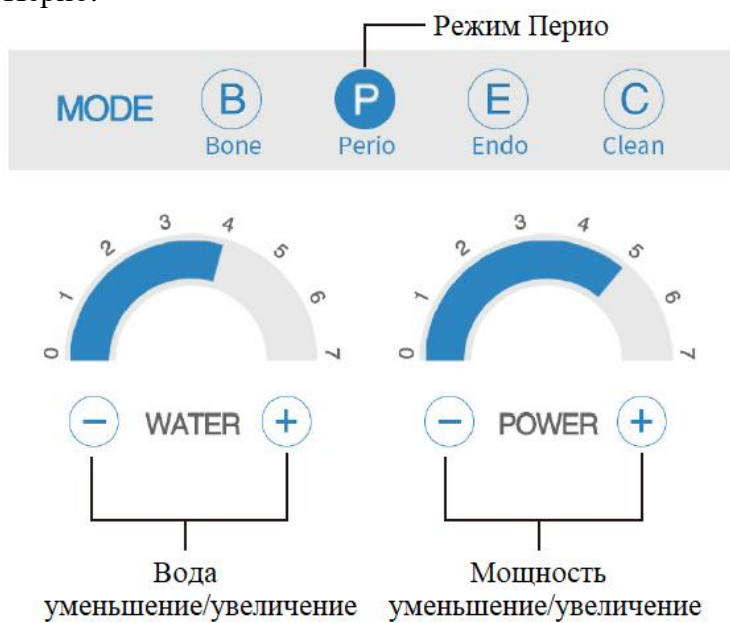 Режим Перио
MODE
B
P
E
C
Bone
Perio
Endo
Clean
0 1 2 3 4 5 6 7
0 1 2 3 4 5 6 7
− WATER +
− POWER +
Вода
уменьшение/увеличение
Мощность
уменьшение/увеличение